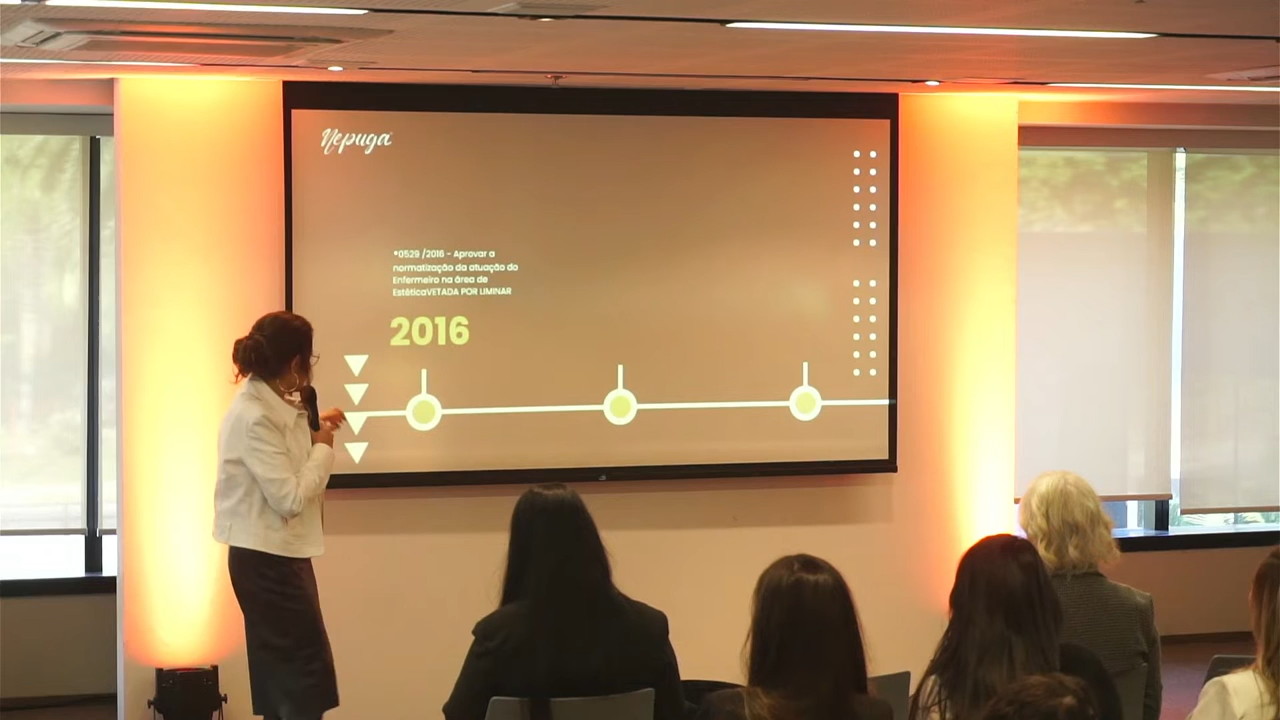 Nepuga
*0529 /2016 - Aprovar a
normatização da atuação do
Enfermeiro na área de
EstéticaVETADA POR LIMINAR
2016